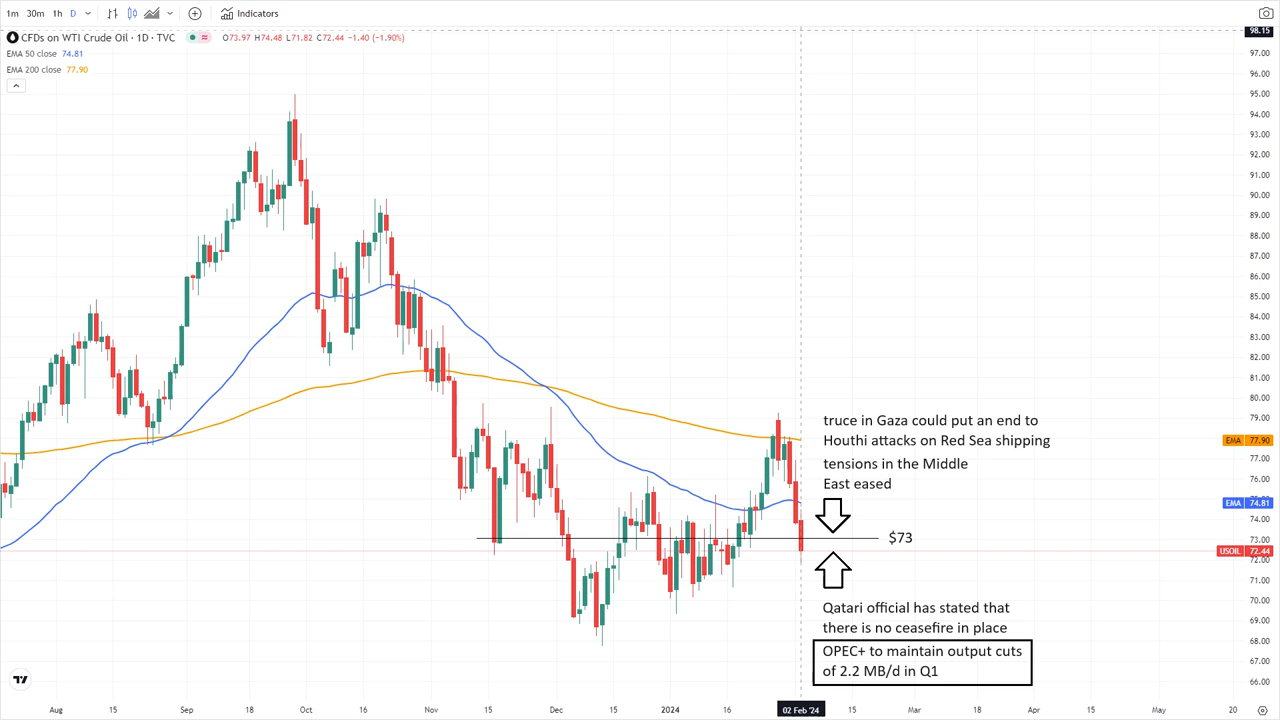 1m 30m 1h D Indicators
CFDs on WTI Crude Oil · 1D · TVC O73.97 H74.48 L71.82 C72.44 −1.40 (−1.90%)
EMA 50 close 74.81
EMA 200 close 77.90
98.15
97.00
96.00
95.00
94.00
93.00
92.00
91.00
90.00
89.00
88.00
87.00
86.00
85.00
84.00
83.00
82.00
81.00
80.00
79.00
truce in Gaza could put an end to
Houthi attacks on Red Sea shipping
EMA 77.90
77.00
tensions in the Middle
East eased
76.00
EMA 74.81
74.00
$73
73.00
USOIL 72.44
72.00
71.00
70.00
Qatari official has stated that
there is no ceasefire in place
69.00
68.00
OPEC+ to maintain output cuts
of 2.2 MB/d in Q1
67.00
66.00
Aug 15 Sep 18 Oct 16 Nov 15 Dec 15 2024 16 02 Feb '24 15 Mar 15 Apr 15 May 20